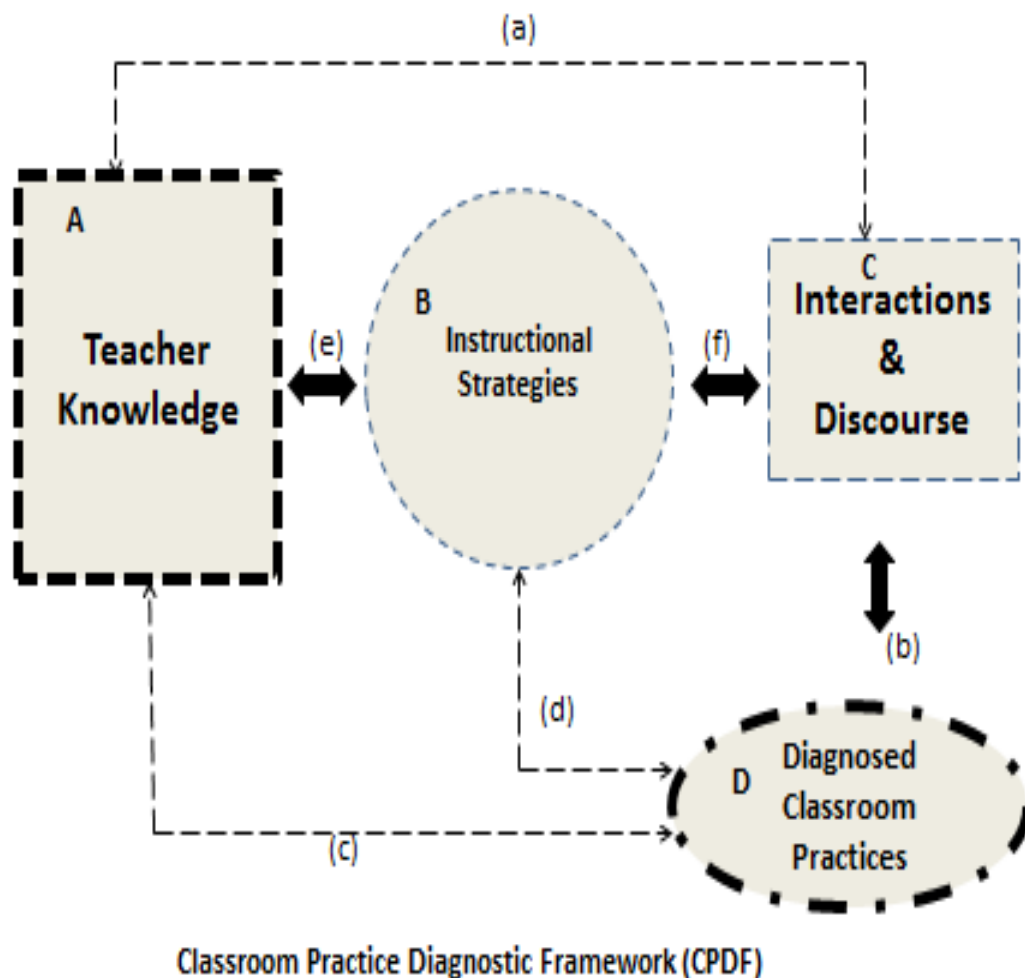 (a)
A
Teacher
Knowledge
(e)
B
Instructional
Strategies
(f)
C
Interactions
&
Discourse
(b)
(d)
D
Diagnosed
Classroom
Practices
(c)
Classroom Practice Diagnostic Framework (CPDF)